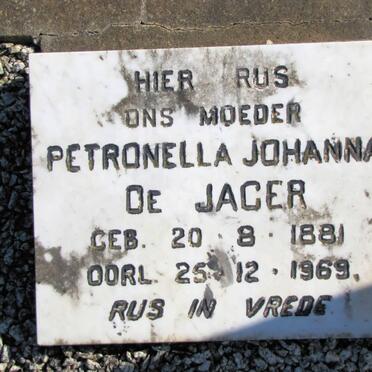 HIER RUS
ONS MOEDER
PETRONELLA JOHANNA
DE JAGER
GEB. 20 - 8 - 1881
OORL. 25 - 12 - 1969.
RUS IN VREDE